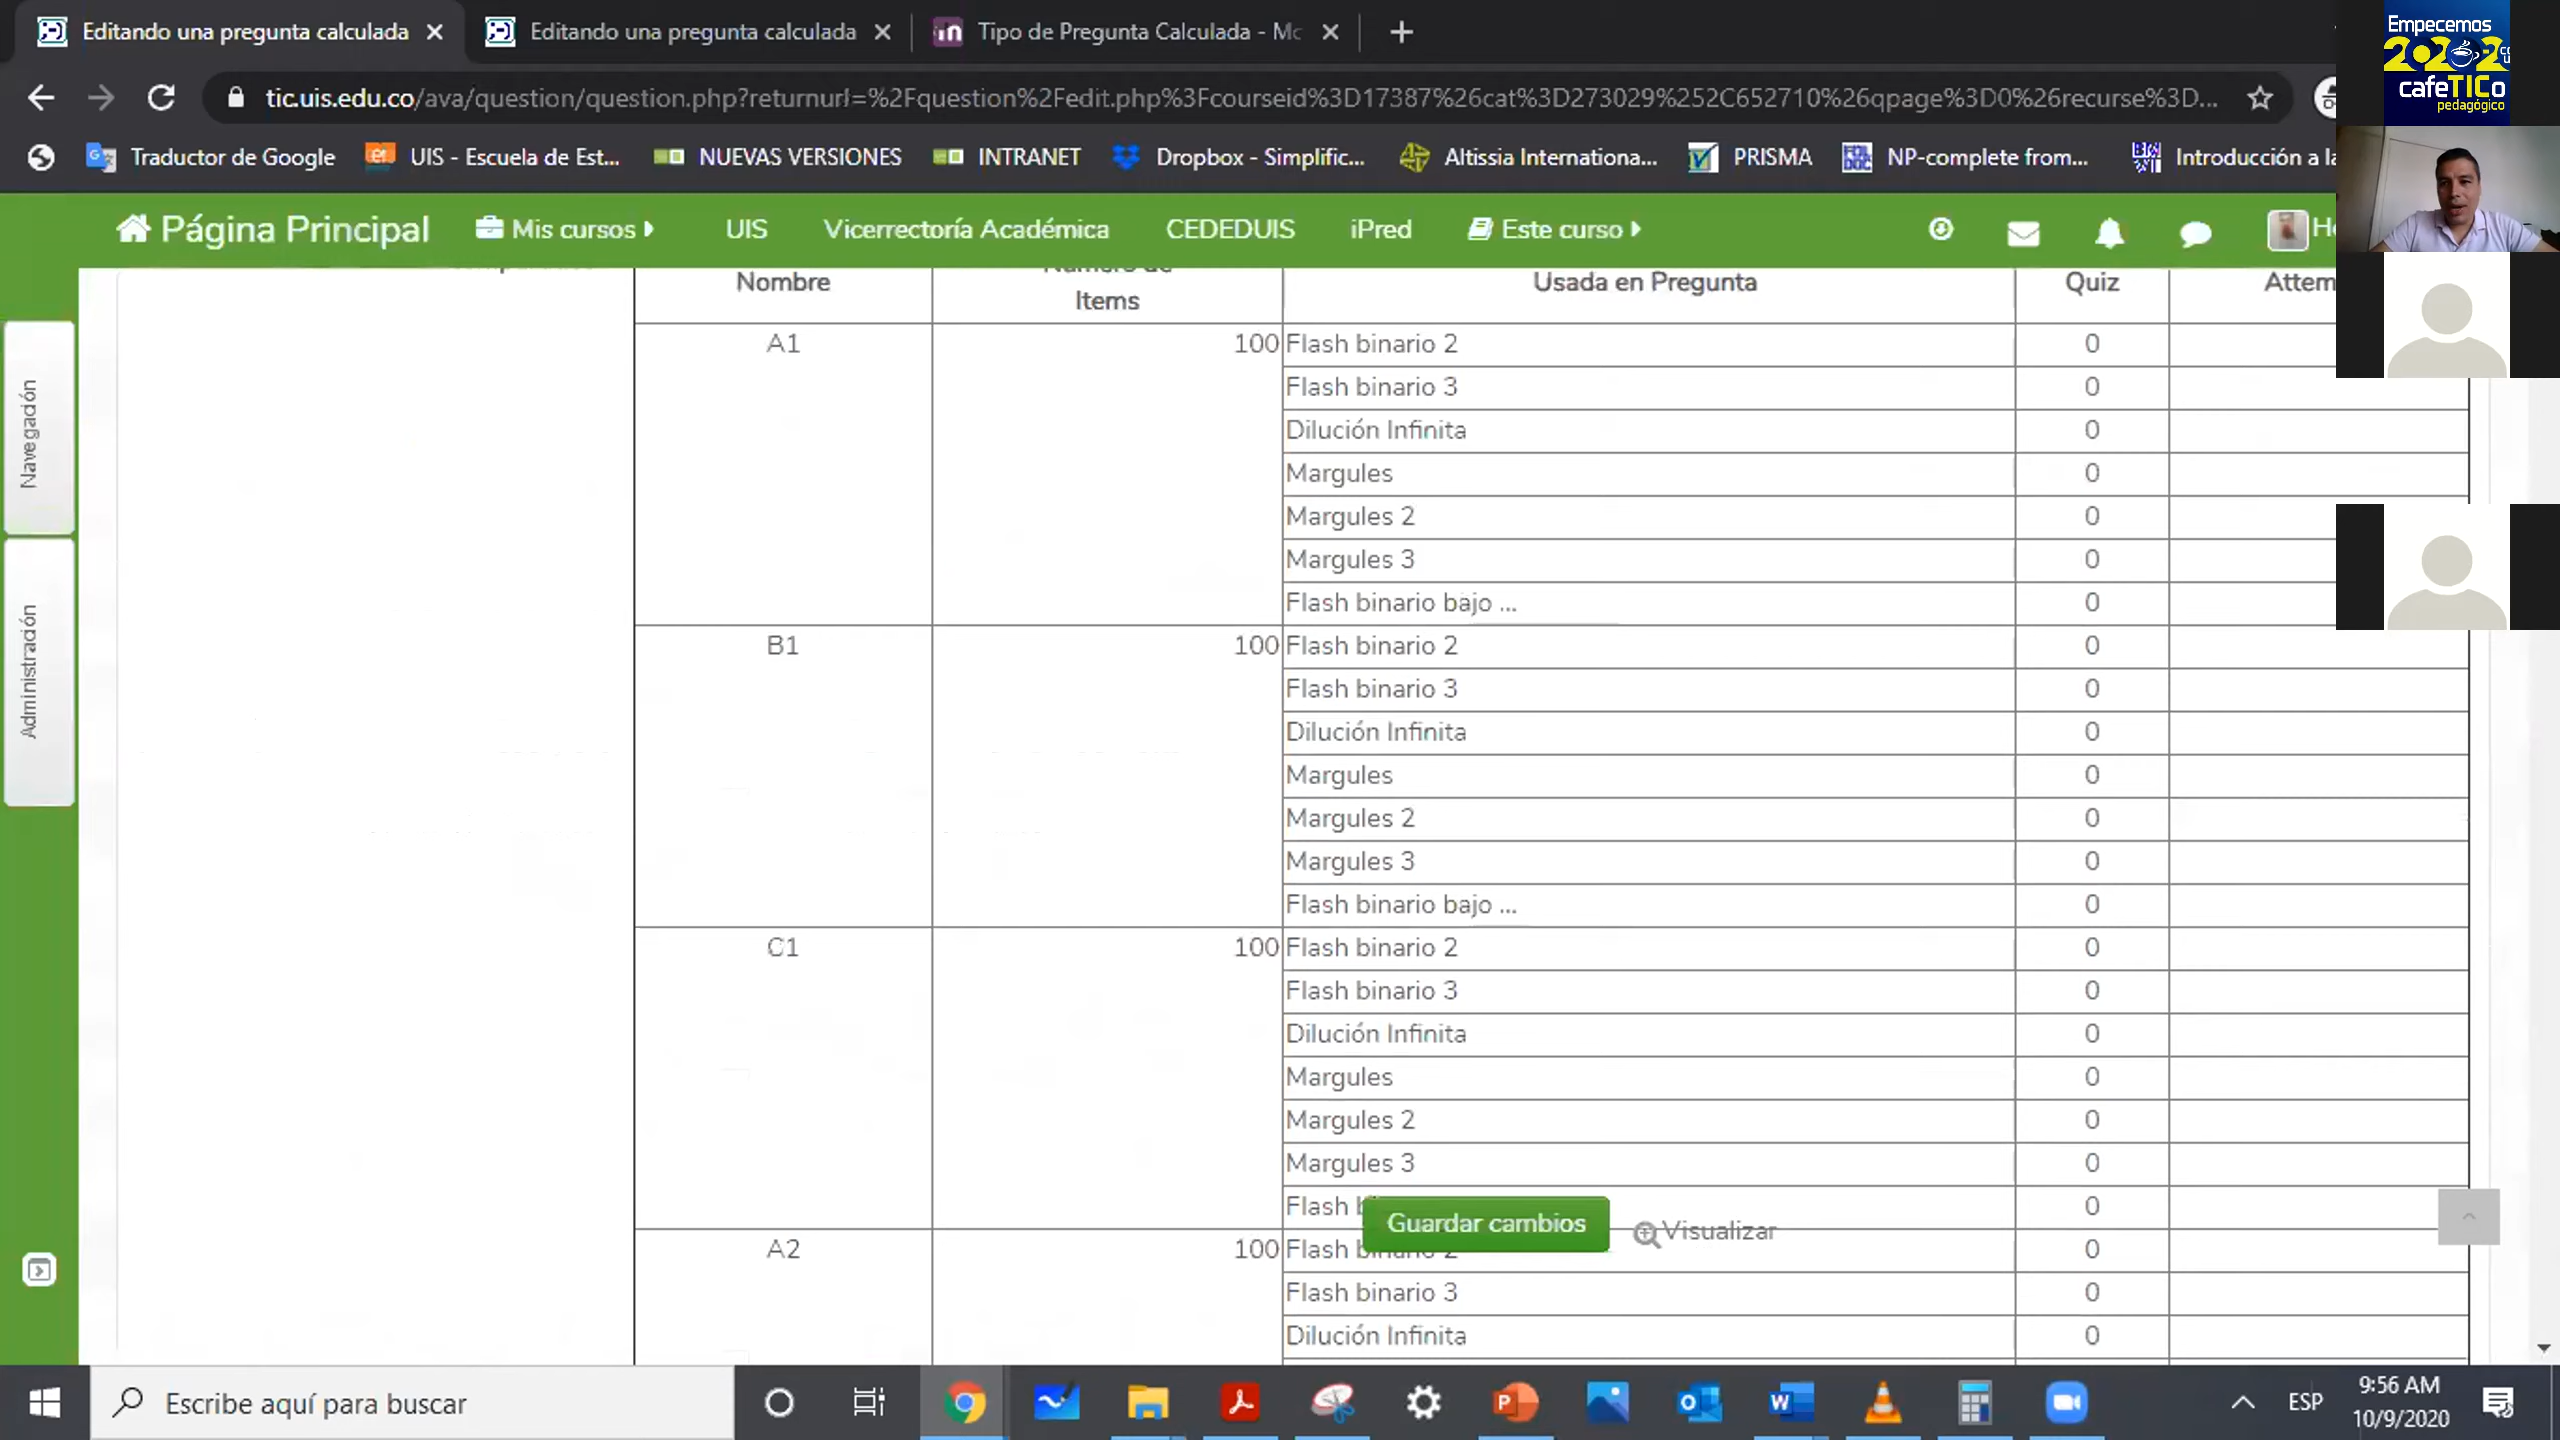 Editando una pregunta calculada
Editando una pregunta calculada
Tipo de Pregunta Calculada - Mc
tic.uis.edu.co/ava/question/question.php?returnurl=%2Fquestion%2Fedit.php%3Fcourseid%3D17387%26cat%3D273029%252C652710%26qpage%3D0%26recurse%3D...
Traductor de Google
UIS - Escuela de Est...
NUEVAS VERSIONES
INTRANET
Dropbox - Simplific...
Altissia Internationa...
PRISMA
NP-complete from...
Introducción a la
Empecemos
2020-2
cafeTICo
pedagógico
Página Principal
Mis cursos
UIS
Vicerrectoría Académica
CEDEDUIS
iPred
Este curso
Navegación
Administración
Nombre
Número de
Items
Usada en Pregunta
Quiz
Attem
A1 100 Flash binario 2 0
Flash binario 3 0
Dilución Infinita 0
Margules 0
Margules 2 0
Margules 3 0
Flash binario bajo ... 0
B1 100 Flash binario 2 0
Flash binario 3 0
Dilución Infinita 0
Margules 0
Margules 2 0
Margules 3 0
Flash binario bajo ... 0
C1 100 Flash binario 2 0
Flash binario 3 0
Dilución Infinita 0
Margules 0
Margules 2 0
Margules 3 0
Flash b 0
Guardar cambios
Visualizar
A2 100 Flash binario 2 0
Flash binario 3 0
Dilución Infinita 0
Escribe aquí para buscar
ESP
9:56 AM
10/9/2020